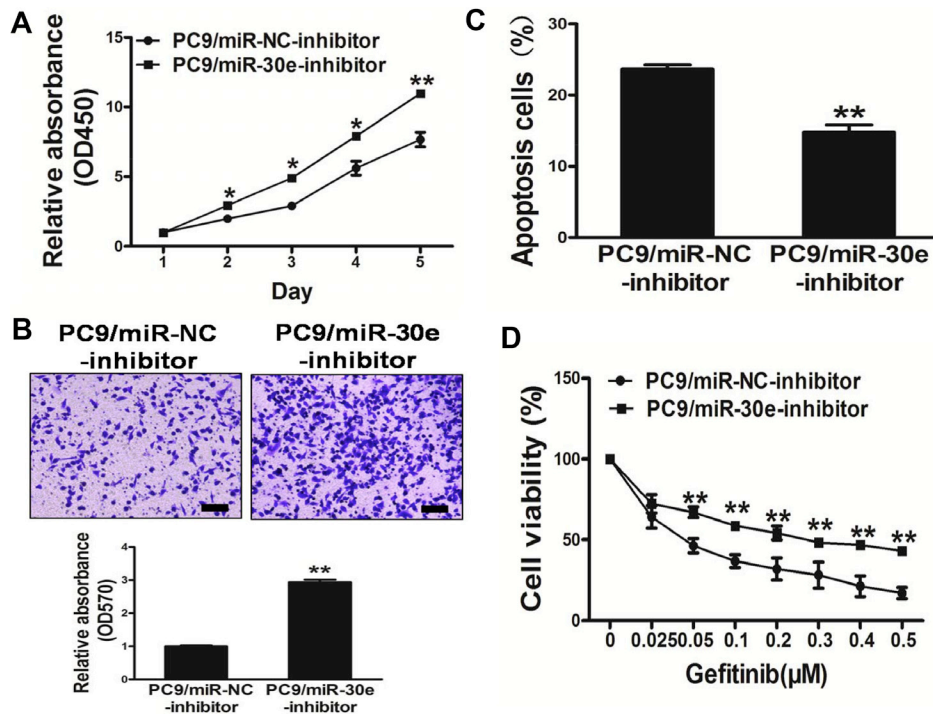 A
PC9/miR-NC-inhibitor
PC9/miR-30e-inhibitor
Relative absorbance
(OD450)
15
10
5
0
*
*
*
**
1 2 3 4 5
Day
B
PC9/miR-NC
-inhibitor
PC9/miR-30e
-inhibitor
Relative absorbance
(OD570)
4
3
2
1
0
**
PC9/miR-NC
-inhibitor
PC9/miR-30e
-inhibitor
C
Apoptosis cells (%)
30
20
10
0
**
PC9/miR-NC
-inhibitor
PC9/miR-30e
-inhibitor
D
PC9/miR-NC-inhibitor
PC9/miR-30e-inhibitor
Cell viability (%)
150
100
50
0
** ** ** ** ** **
0 0.025 0.05 0.1 0.2 0.3 0.4 0.5
Gefitinib(µM)